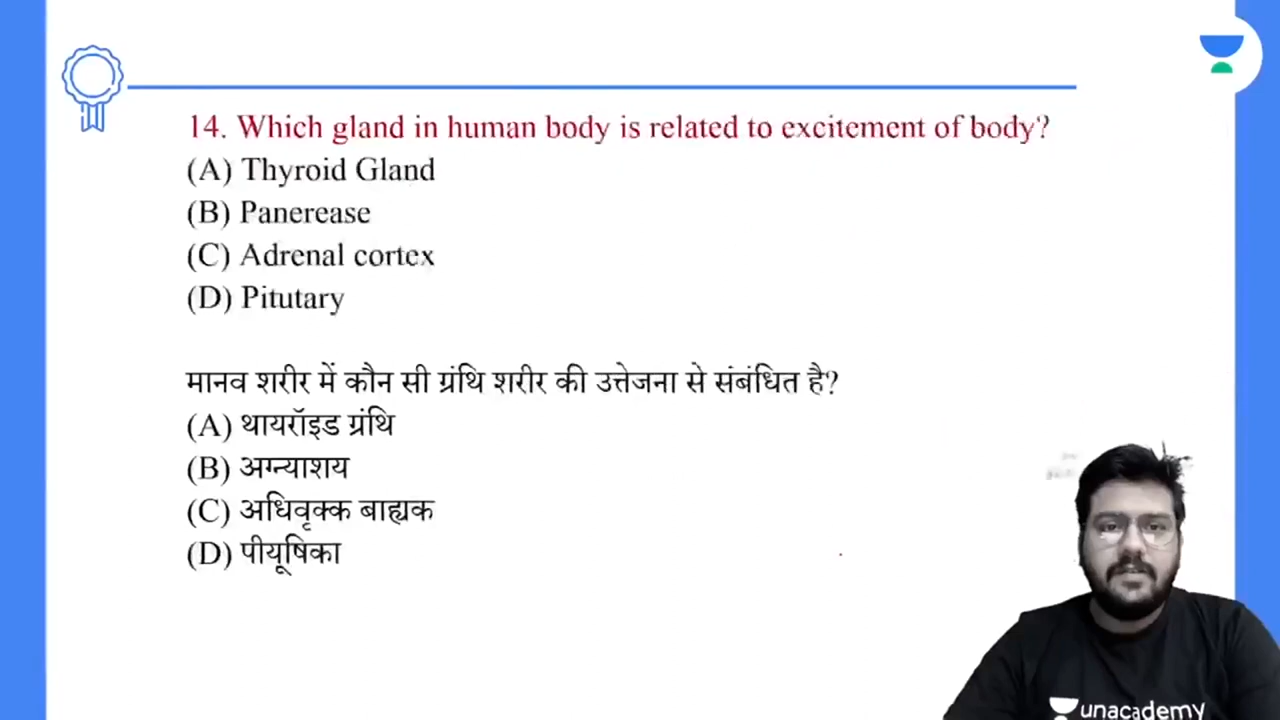 14. Which gland in human body is related to excitement of body?
(A) Thyroid Gland
(B) Panerease
(C) Adrenal cortex
(D) Pitutary
मानव शरीर में कौन सी ग्रंथि शरीर की उत्तेजना से संबंधित है?
(A) थायरॉइड ग्रंथि
(B) अग्न्याशय
(C) अधिवृक्क बाह्यक
(D) पीयूषिका
unacademy